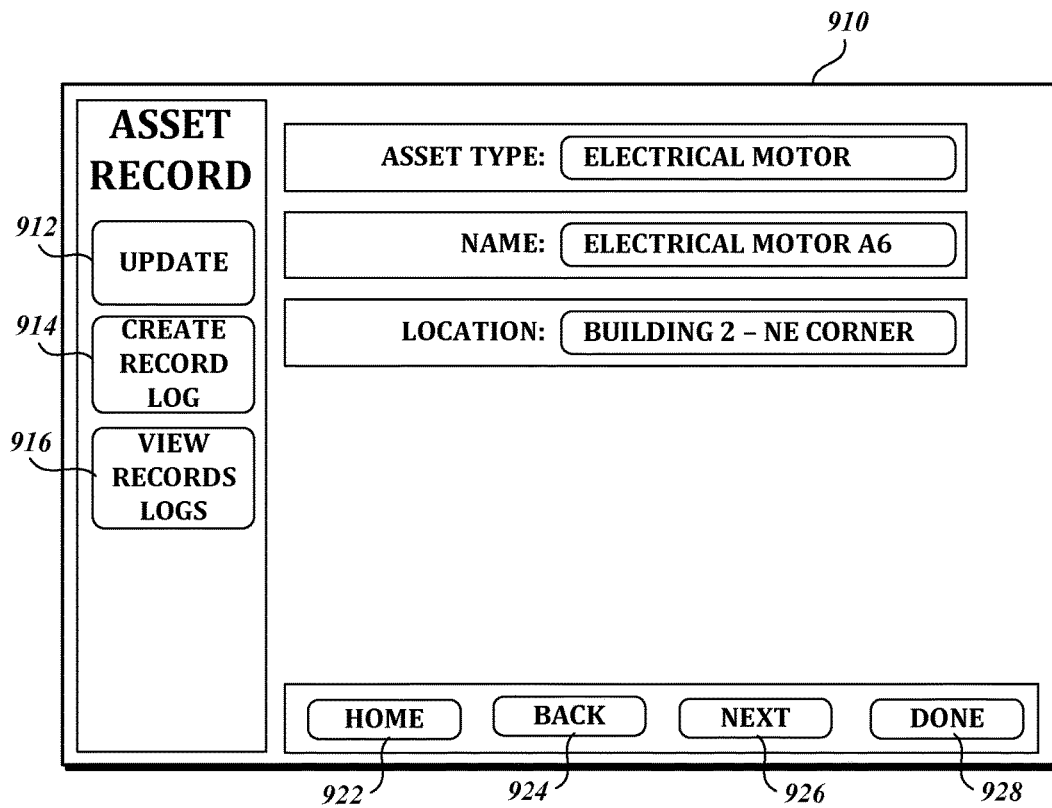 910
ASSET
RECORD
ASSET TYPE: ELECTRICAL MOTOR
NAME: ELECTRICAL MOTOR A6
LOCATION: BUILDING 2 – NE CORNER
912
UPDATE
914
CREATE
RECORD
LOG
916
VIEW
RECORDS
LOGS
HOME BACK NEXT DONE
922 924 926 928